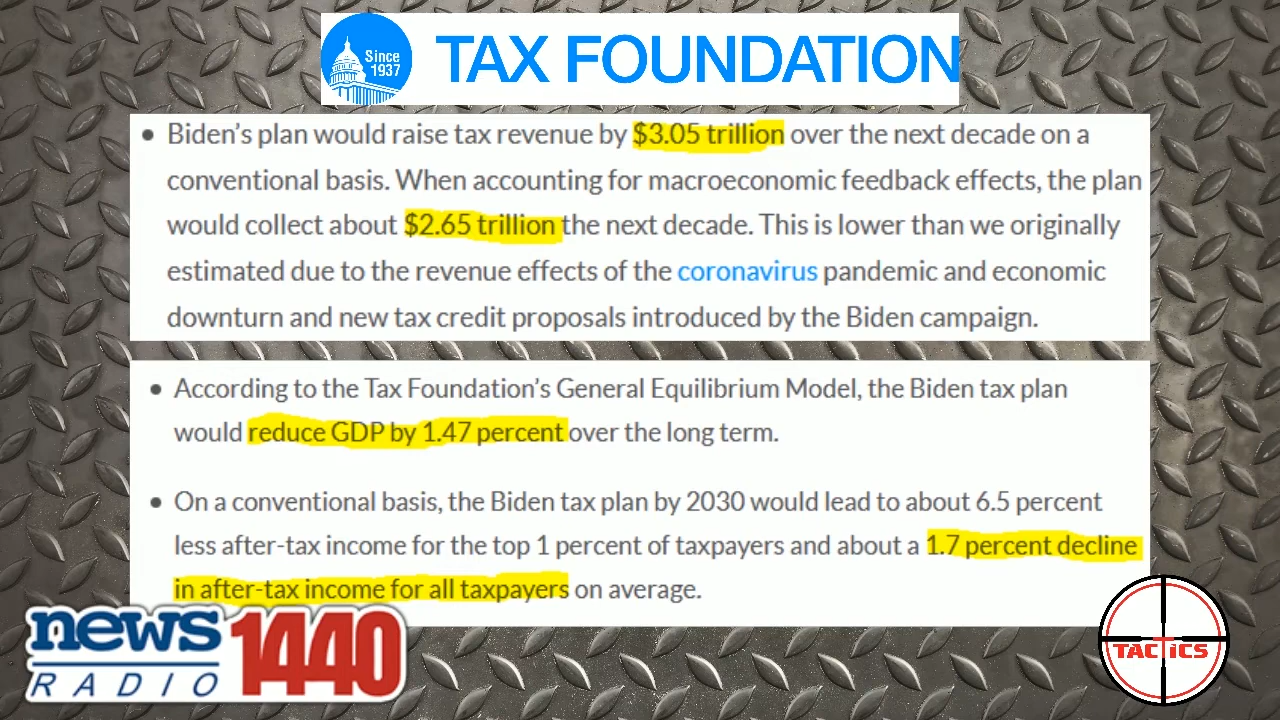 Since
1937
TAX FOUNDATION
• Biden’s plan would raise tax revenue by $3.05 trillion over the next decade on a
conventional basis. When accounting for macroeconomic feedback effects, the plan
would collect about $2.65 trillion the next decade. This is lower than we originally
estimated due to the revenue effects of the coronavirus pandemic and economic
downturn and new tax credit proposals introduced by the Biden campaign.
• According to the Tax Foundation’s General Equilibrium Model, the Biden tax plan
would reduce GDP by 1.47 percent over the long term.
• On a conventional basis, the Biden tax plan by 2030 would lead to about 6.5 percent
less after-tax income for the top 1 percent of taxpayers and about a 1.7 percent decline
in after-tax income for all taxpayers on average.
news
RADIO
1440
TACTICS